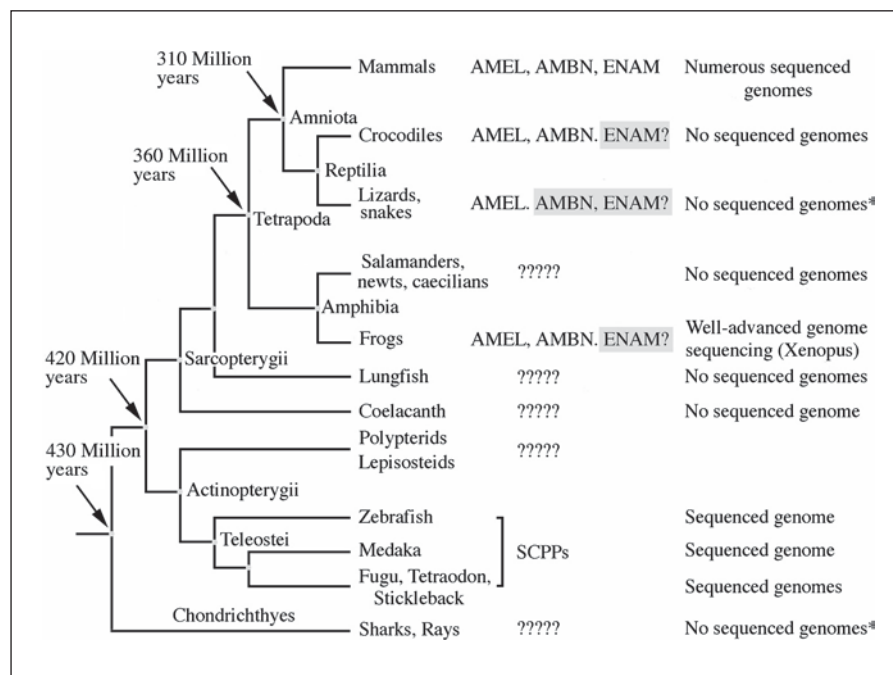 310 Million
years
Mammals AMEL, AMBN, ENAM Numerous sequenced
genomes
Amniota
Crocodiles AMEL, AMBN. ENAM? No sequenced genomes
360 Million
years
Reptilia
Lizards,
snakes AMEL. AMBN, ENAM? No sequenced genomes*
Tetrapoda
Salamanders,
newts, caecilians ????? No sequenced genomes
Amphibia
Frogs AMEL, AMBN. ENAM? Well-advanced genome
sequencing (Xenopus)
420 Million
years
Sarcopterygii
Lungfish ????? No sequenced genomes
Coelacanth ????? No sequenced genome
430 Million
years
Polypterids
Lepisosteids ?????
Actinopterygii
Zebrafish Sequenced genome
Teleostei
Medaka SCPPs Sequenced genome
Fugu, Tetraodon,
Stickleback Sequenced genomes
Chondrichthyes
Sharks, Rays ????? No sequenced genomes*